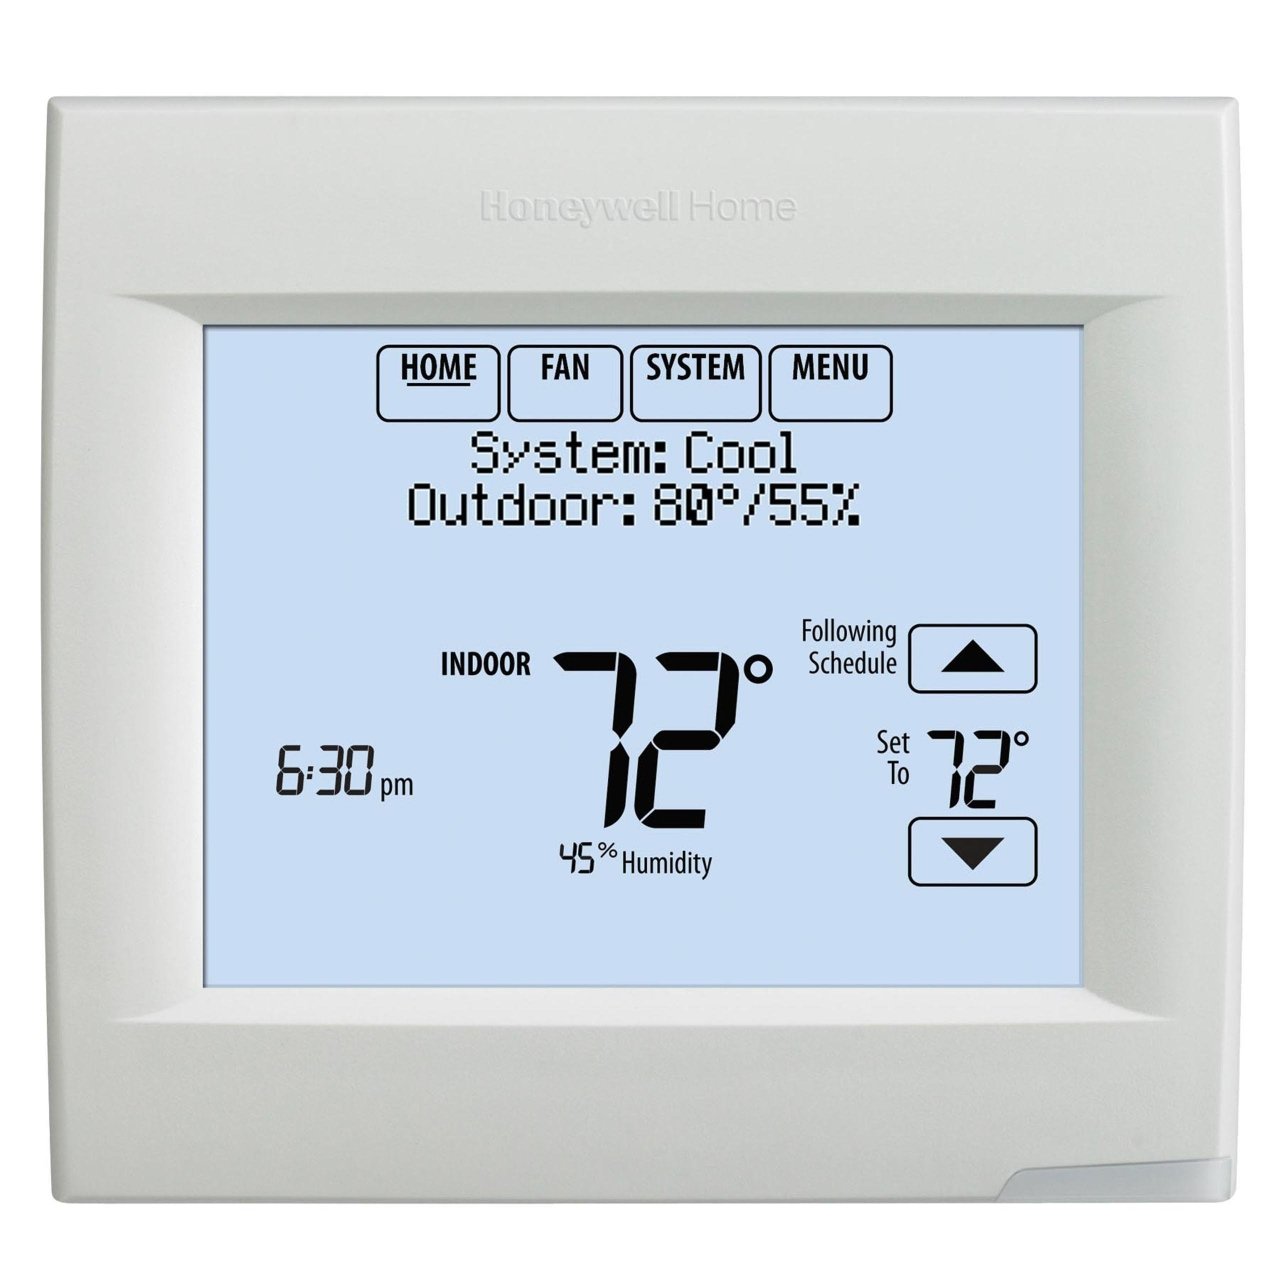 Honeywell Home
HOME FAN SYSTEM MENU
System: Cool
Outdoor: 80°/55%
Following
Schedule
INDOOR 72°
Set
To
72°
6:30 pm
45% Humidity